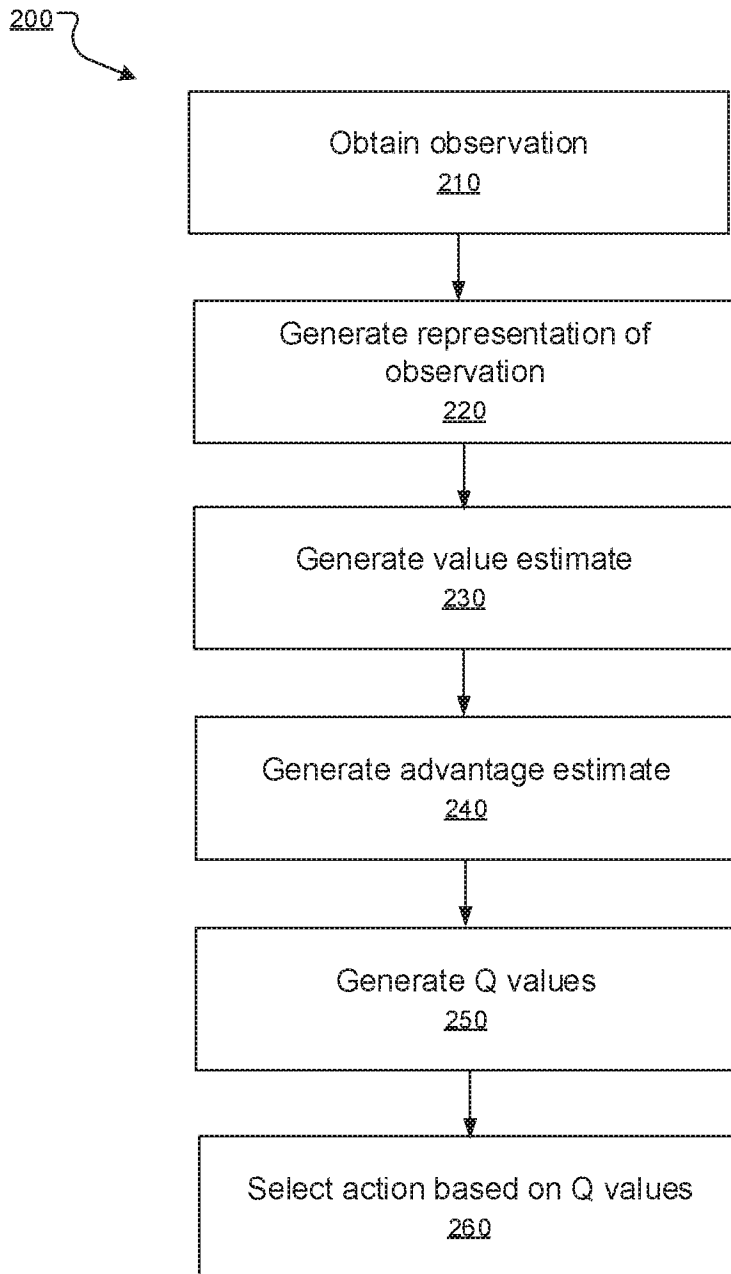 200
Obtain observation
210
Generate representation of
observation
220
Generate value estimate
230
Generate advantage estimate
240
Generate Q values
250
Select action based on Q values
260